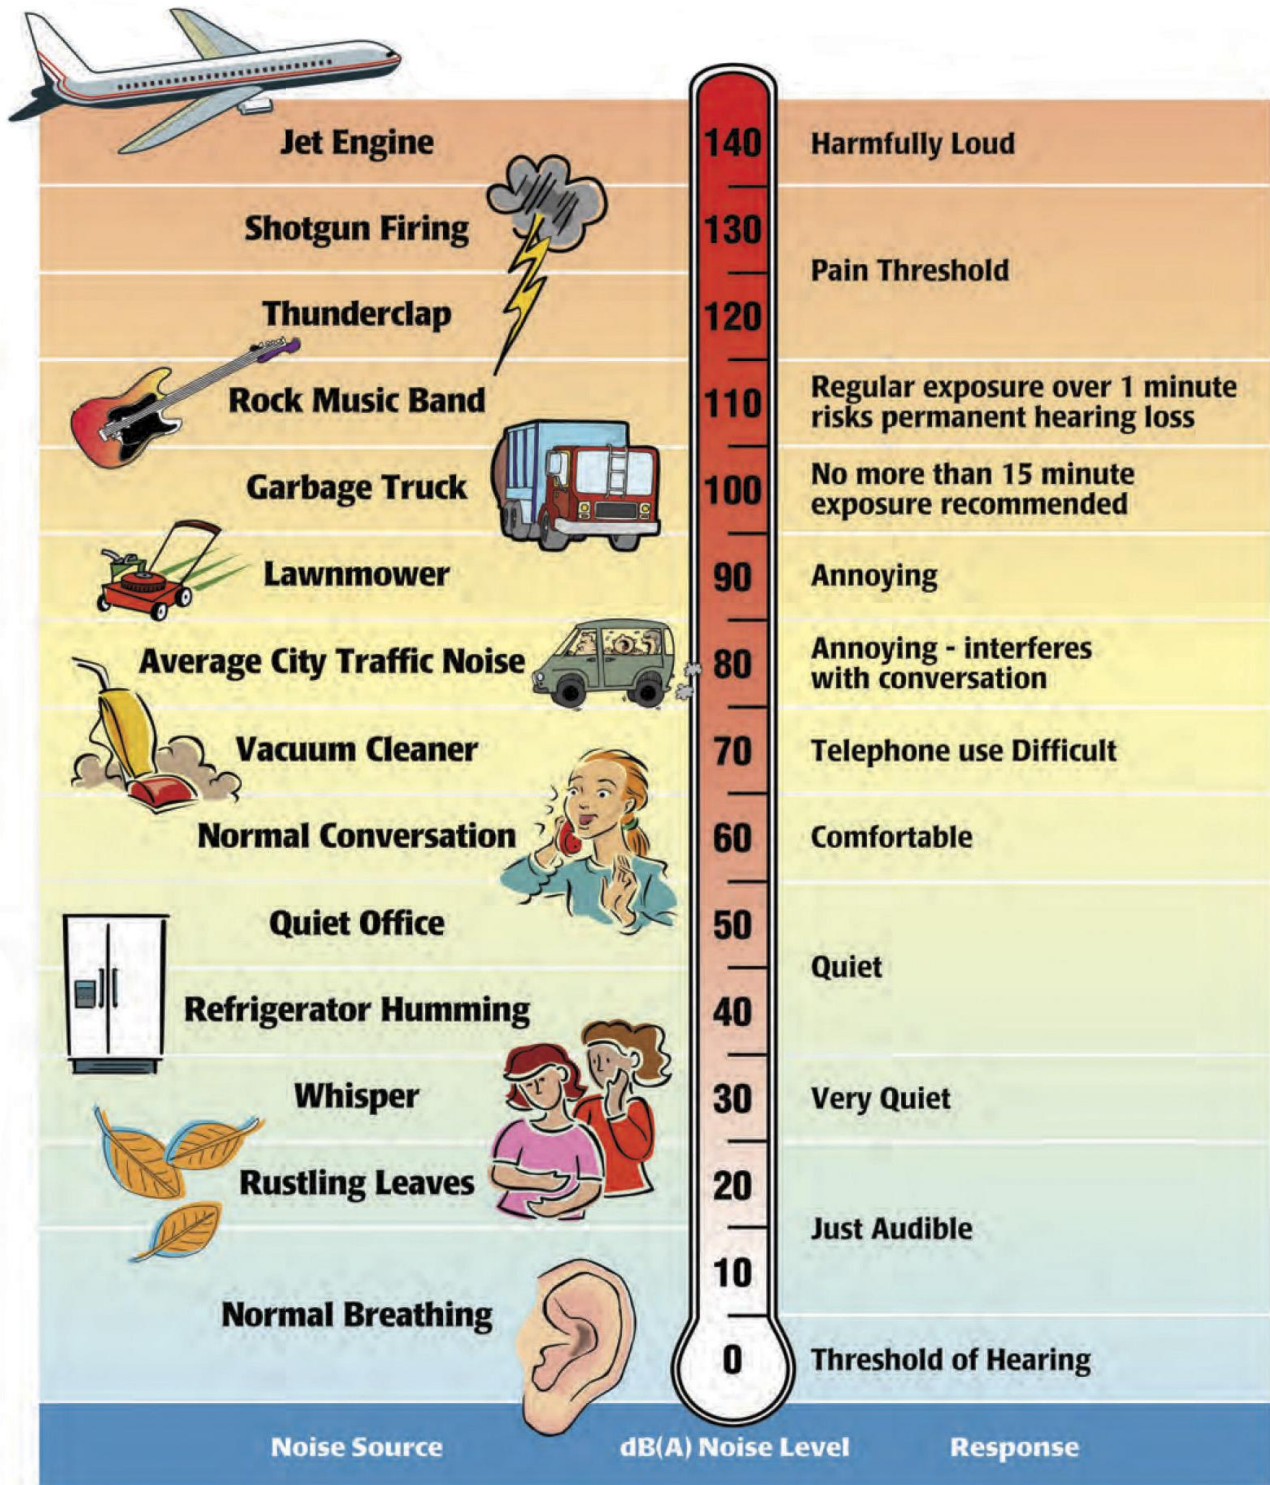 Jet Engine
140
Harmfully Loud
Shotgun Firing
130
Pain Threshold
Thunderclap
120
Rock Music Band
110
Regular exposure over 1 minute
risks permanent hearing loss
Garbage Truck
100
No more than 15 minute
exposure recommended
Lawnmower
90
Annoying
Average City Traffic Noise
80
Annoying - interferes
with conversation
Vacuum Cleaner
70
Telephone use Difficult
Normal Conversation
60
Comfortable
Quiet Office
50
Quiet
Refrigerator Humming
40
Whisper
30
Very Quiet
Rustling Leaves
20
Just Audible
10
Normal Breathing
0
Threshold of Hearing
Noise Source
dB(A) Noise Level
Response